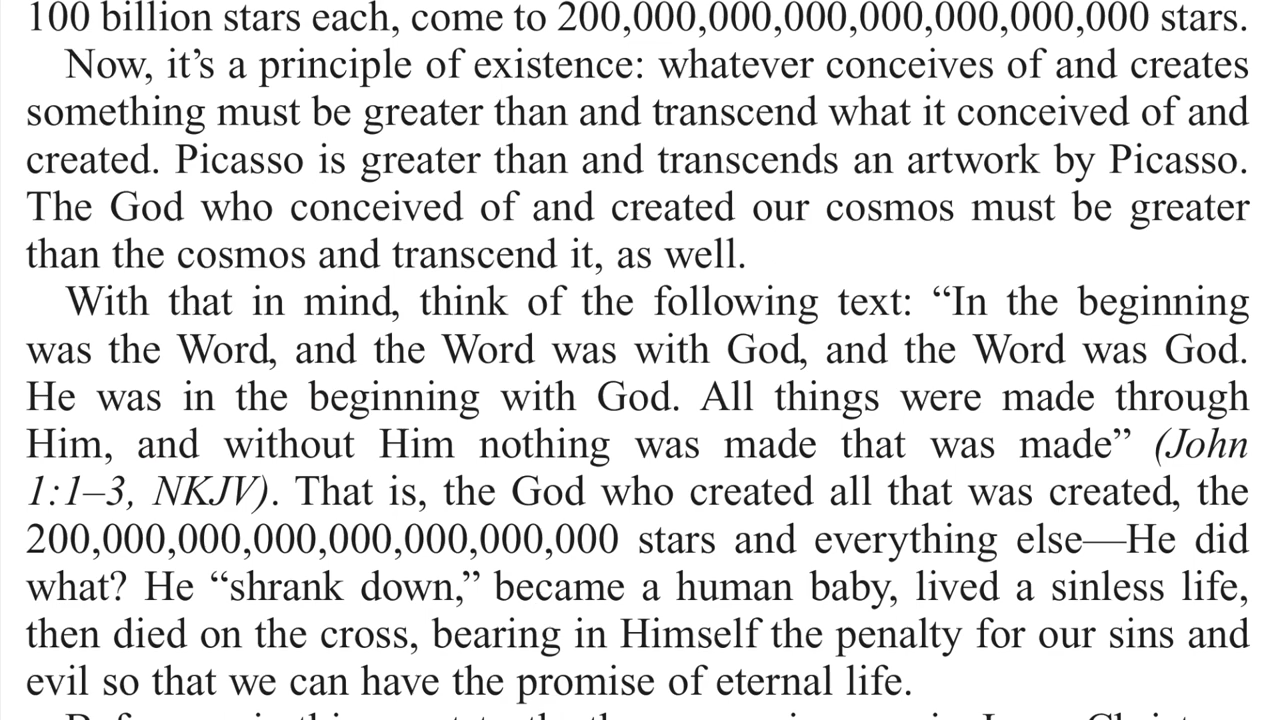 100 billion stars each, come to 200,000,000,000,000,000,000,000 stars.
Now, it’s a principle of existence: whatever conceives of and creates
something must be greater than and transcend what it conceived of and
created. Picasso is greater than and transcends an artwork by Picasso.
The God who conceived of and created our cosmos must be greater
than the cosmos and transcend it, as well.
With that in mind, think of the following text: “In the beginning
was the Word, and the Word was with God, and the Word was God.
He was in the beginning with God. All things were made through
Him, and without Him nothing was made that was made” (John
1:1–3, NKJV). That is, the God who created all that was created, the
200,000,000,000,000,000,000,000 stars and everything else—He did
what? He “shrank down,” became a human baby, lived a sinless life,
then died on the cross, bearing in Himself the penalty for our sins and
evil so that we can have the promise of eternal life.